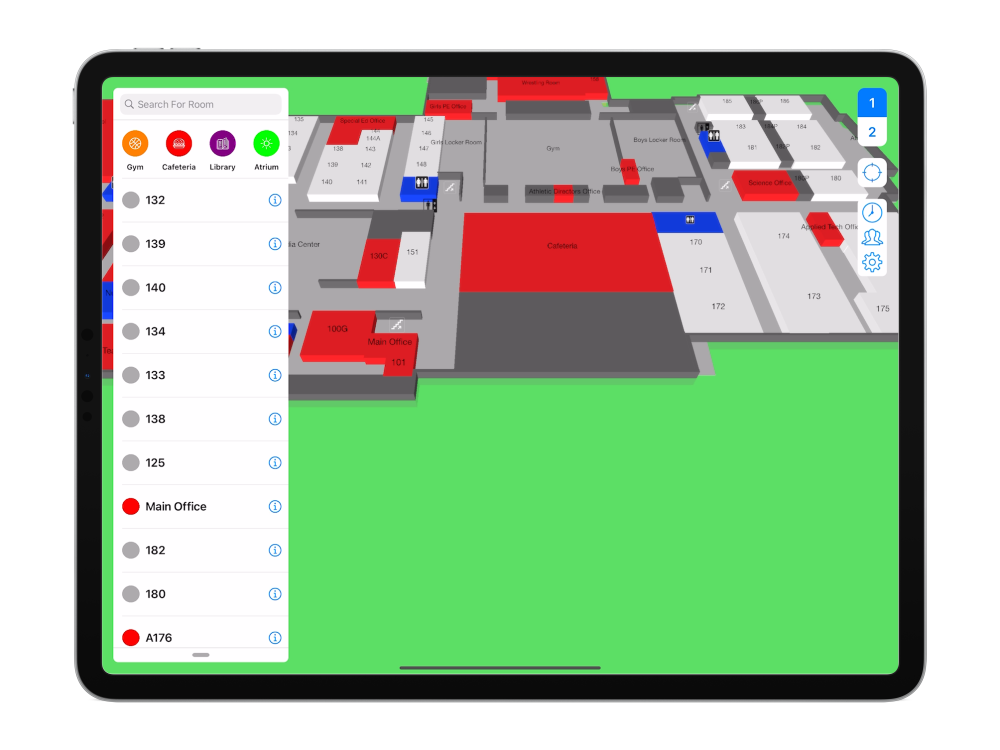 Search For Room
Gym
Cafeteria
Library
Atrium
132
139
140
134
133
138
125
Main Office
182
180
A176
1
2
Wrestling Room
Girls PE Office
Special Ed Office
135
134
144A
138
143
139
142
140
141
145
146
147
148
Girls Locker Room
Gym
Boys Locker Room
Boys PE Office
Athletic Directors Office
185
186
183
184
181
182
Science Office
180
Cafeteria
170
171
172
174
173
175
Applied Tech Offi
dia Center
130C
151
100G
Main Office
101